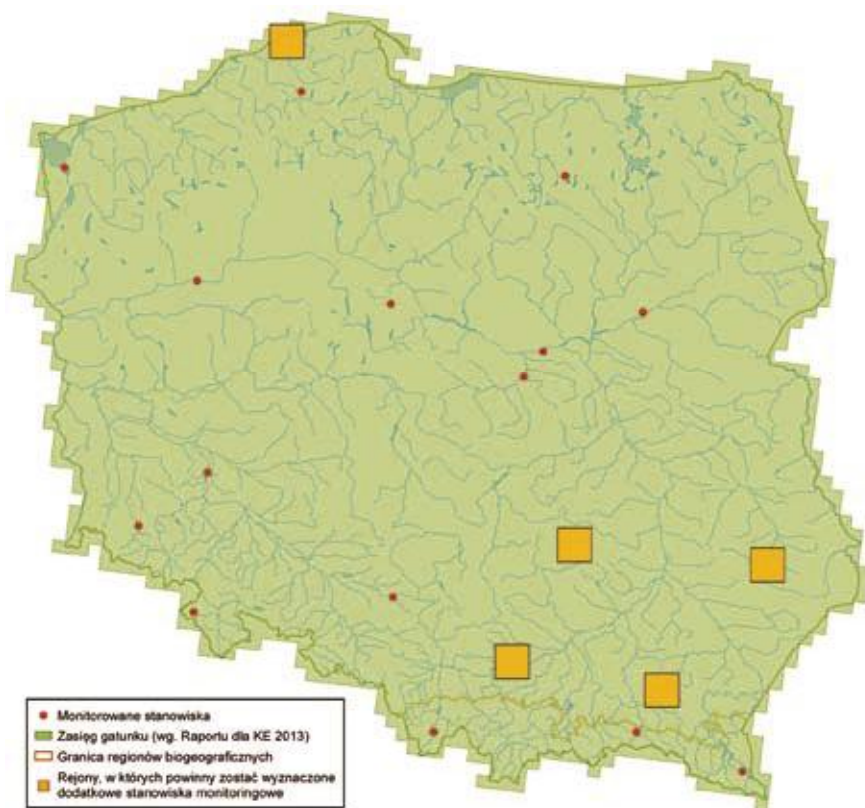 Monitorowane stanowiska
Zasięg gatunku (wg. Raportu dla KE 2013)
Granica regionów biogeograficznych
Rejony, w których powinny zostać wyznaczone
dodatkowe stanowiska monitoringowe